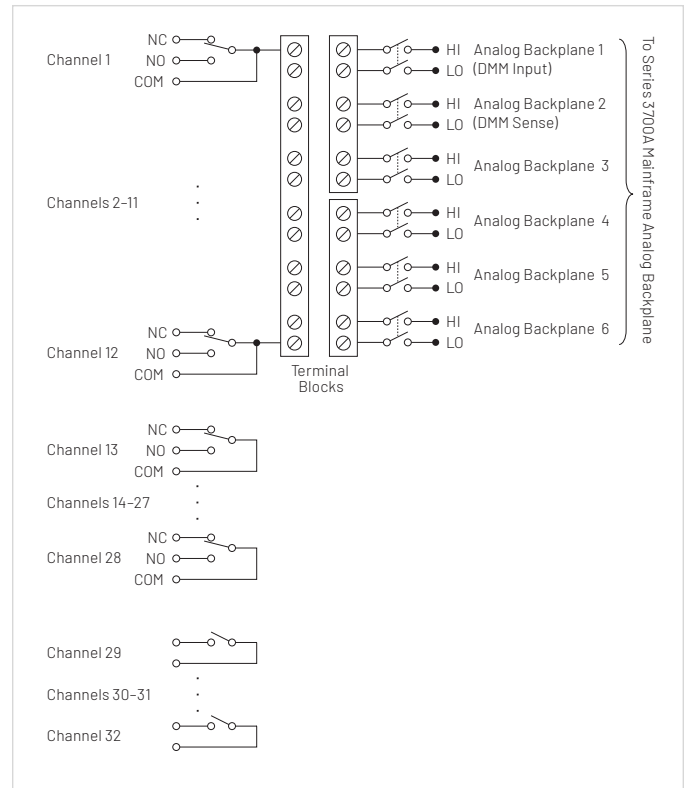 Channel 1
NC
NO
COM
HI Analog Backplane 1
LO (DMM Input)
HI Analog Backplane 2
LO (DMM Sense)
HI
LO
Analog Backplane 3
Channels 2–11
HI
LO
Analog Backplane 4
HI
LO
Analog Backplane 5
HI
LO
Analog Backplane 6
To Series 3700A Mainframe Analog Backplane
Channel 12
NC
NO
COM
Terminal
Blocks
Channel 13
NC
NO
COM
Channels 14–27
Channel 28
NC
NO
COM
Channel 29
Channels 30–31
Channel 32